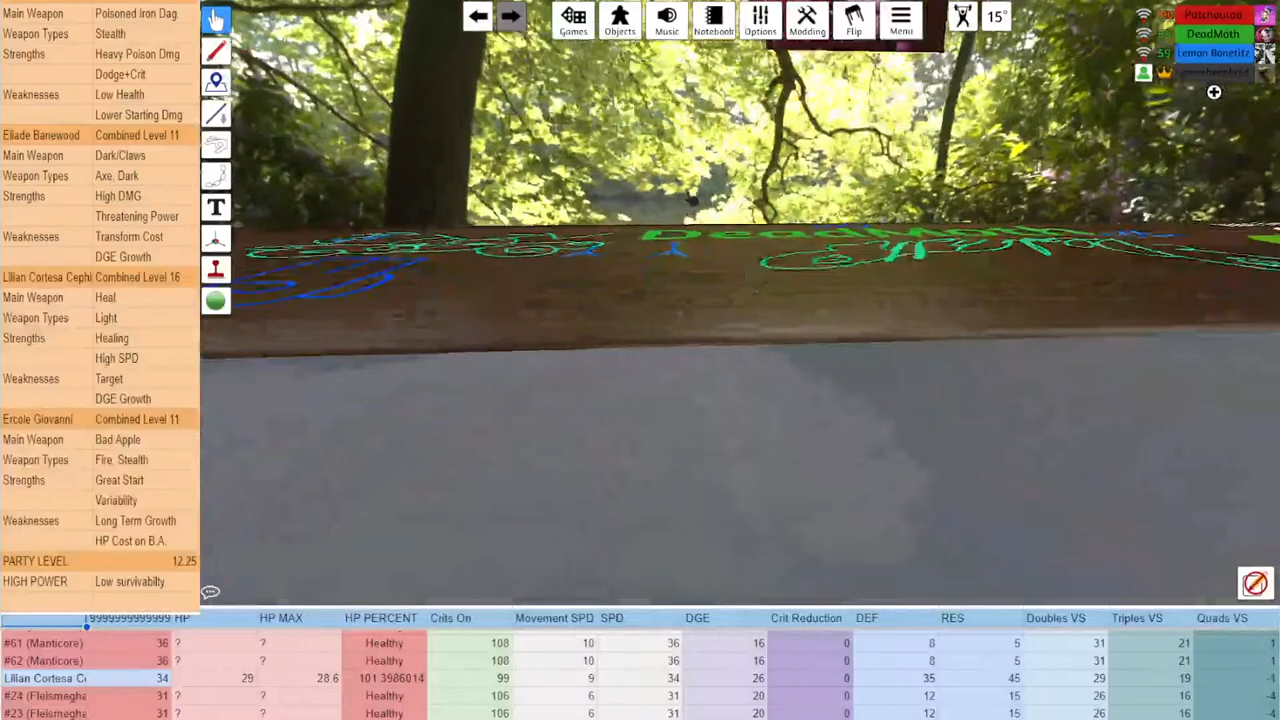 Main Weapon Poisoned Iron Dag.
Weapon Types Stealth
Strengths Heavy Poison Dmg
Dodge+Crit
Weaknesses Low Health
Lower Starting Dmg
Eliade Banewood Combined Level 11
Main Weapon Dark/Claws
Weapon Types Axe, Dark
Strengths High DMG
Threatening Power
Weaknesses Transform Cost
DGE Growth
Lilian Cortesa Cephi Combined Level 16
Main Weapon Heal
Weapon Types Light
Strengths Healing
High SPD
Weaknesses Target
DGE Growth
Ercole Giovanni Combined Level 11
Main Weapon Bad Apple
Weapon Types Fire, Stealth
Strengths Great Start
Variability
Weaknesses Long Term Growth
HP Cost on B.A.
PARTY LEVEL 12.25
HIGH POWER Low survivabilty
T
Games Objects Music Notebook Options Modding Flip Menu 15°
Patchoulad
DeadMoth
59 Lemon Bonetitz
DeadMoth
19999999999999 HP HP MAX HP PERCENT Crits On Movement SPD SPD DGE Crit Reduction DEF RES Doubles VS Triples VS Quads VS
#61 (Manticore) 36 ? ? Healthy 108 10 36 16 0 8 5 31 21 1
#62 (Manticore) 36 ? ? Healthy 108 10 36 16 0 8 5 31 21 1
Lilian Cortesa Ce 34 29 28.6 101.3986014 99 9 34 26 0 35 45 29 19 -1
#24 (Fleismegha 31 ? ? Healthy 106 6 31 20 0 12 15 26 16 -4
#23 (Fleismegha 31 ? ? Healthy 106 6 31 20 0 12 15 26 16 -4